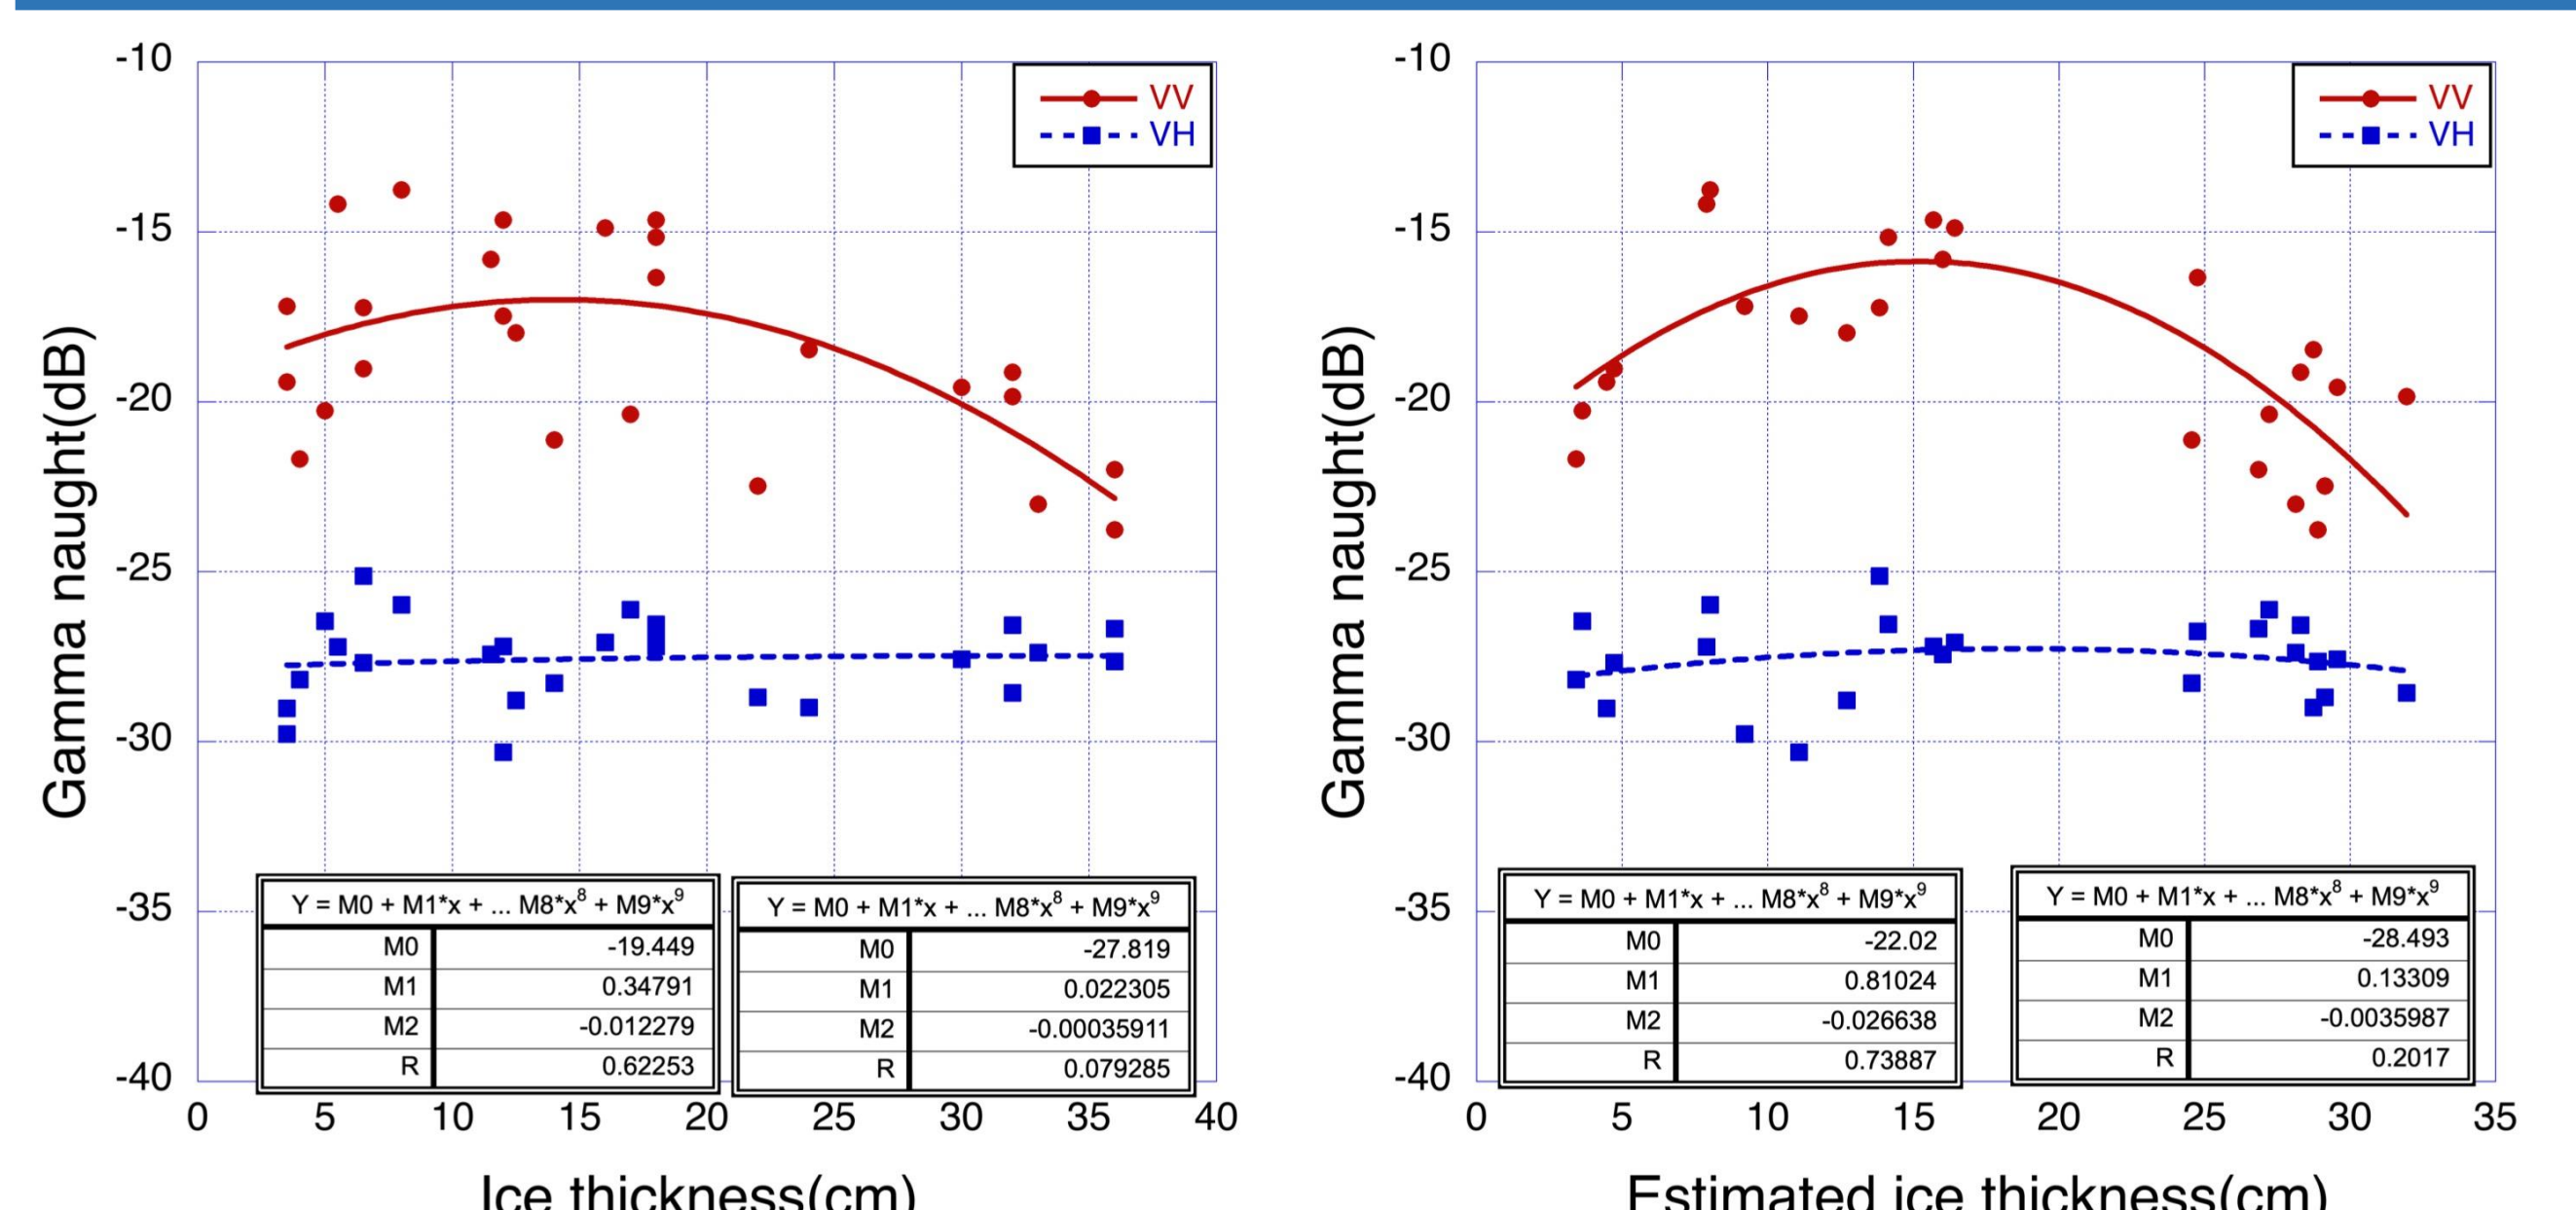 -10
-15
-20
-25
-30
-35
-40
Gamma naught(dB)
VV
VH
Y = M0 + M1*x + ... M8*x⁸ + M9*x⁹
M0 -19.449
M1 0.34791
M2 -0.012279
R 0.62253
Y = M0 + M1*x + ... M8*x⁸ + M9*x⁹
M0 -27.819
M1 0.022305
M2 -0.00035911
R 0.079285
0 5 10 15 20 25 30 35 40
Ice thickness(cm)
-10
-15
-20
-25
-30
-35
-40
Gamma naught(dB)
VV
VH
Y = M0 + M1*x + ... M8*x⁸ + M9*x⁹
M0 -22.02
M1 0.81024
M2 -0.026638
R 0.73887
Y = M0 + M1*x + ... M8*x⁸ + M9*x⁹
M0 -28.493
M1 0.13309
M2 -0.0035987
R 0.2017
0 5 10 15 20 25 30 35
Estimated ice thickness(cm)